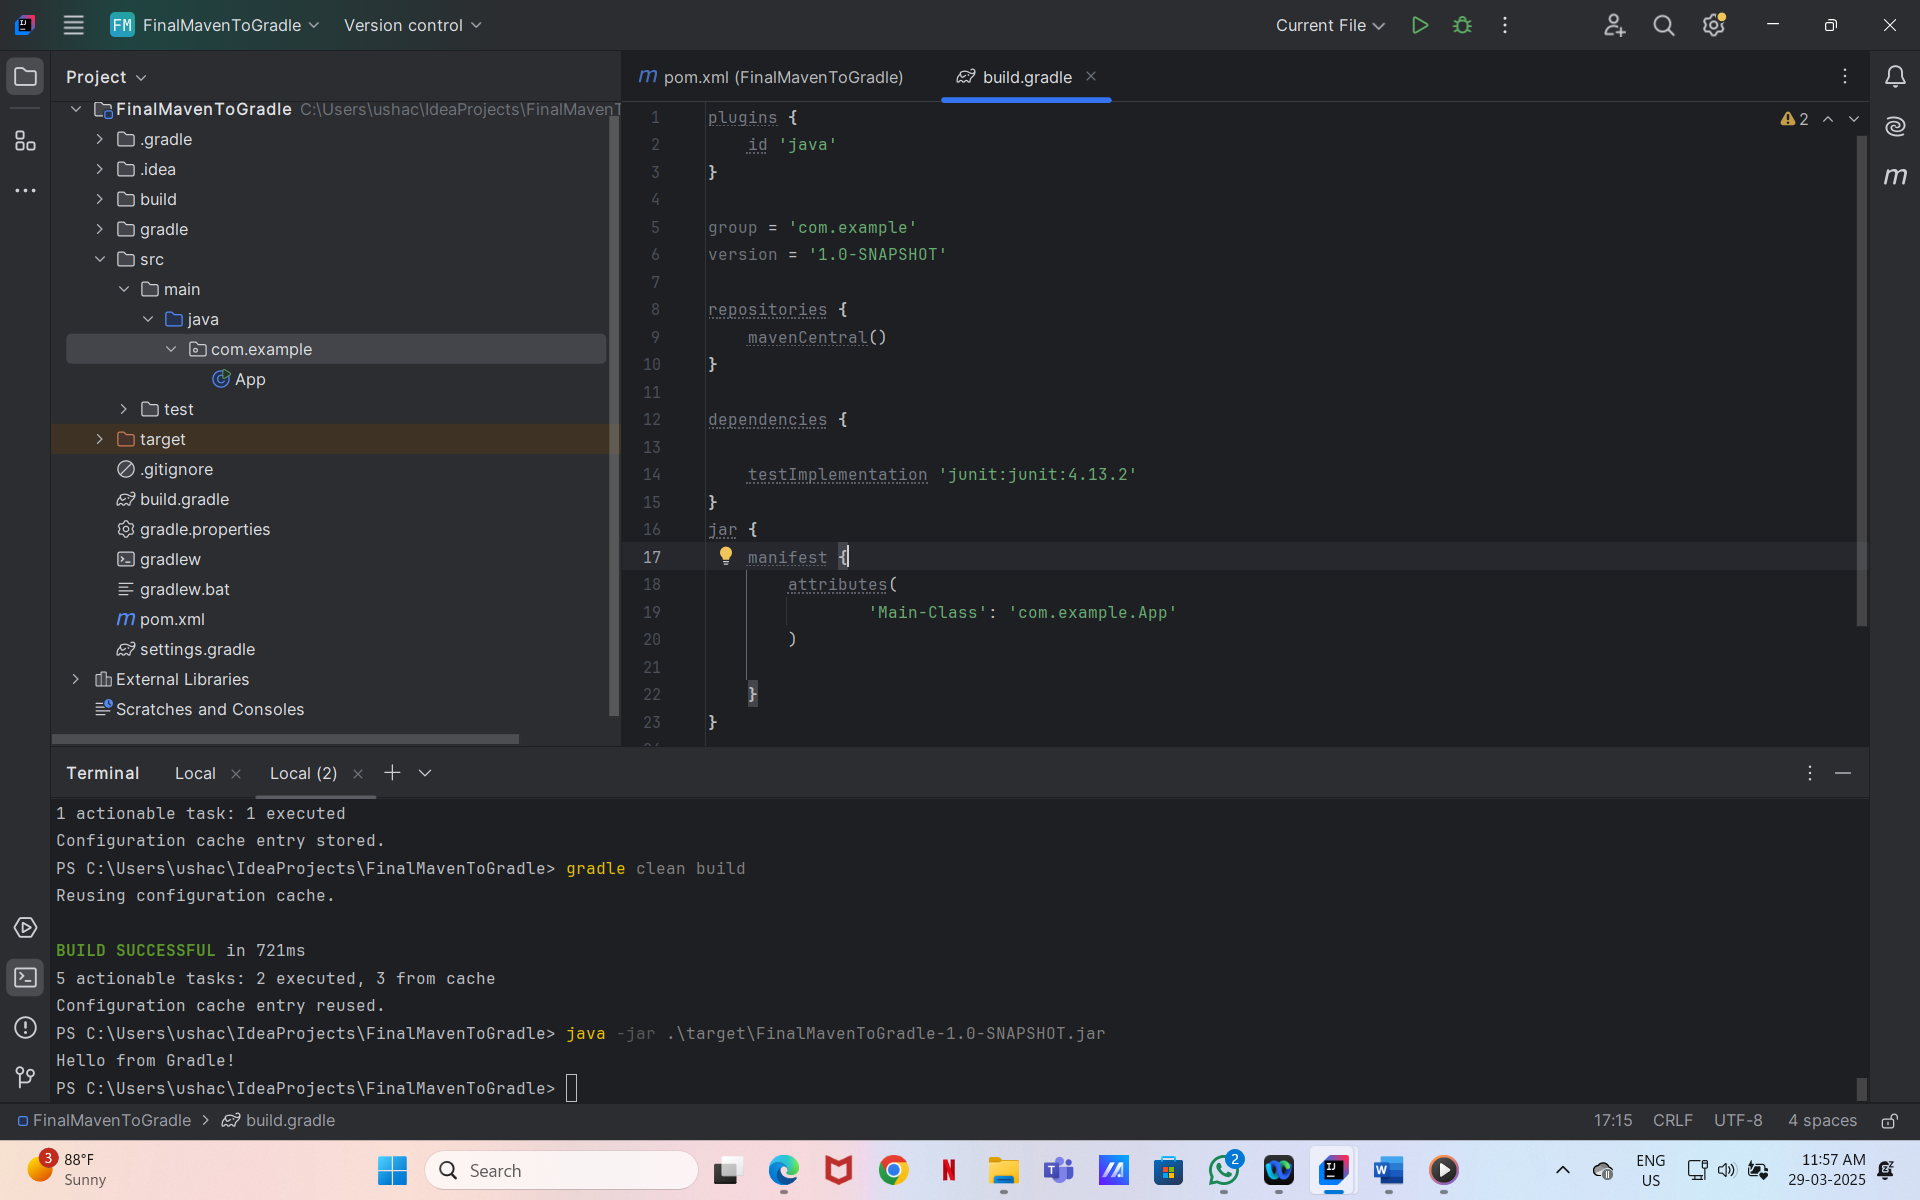 FM FinalMavenToGradle Version control Current File
Project
pom.xml (FinalMavenToGradle) build.gradle
FinalMavenToGradle C:\Users\ushac\IdeaProjects\FinalMavenT
.gradle
.idea
build
gradle
src
main
java
com.example
App
test
target
.gitignore
build.gradle
gradle.properties
gradlew
gradlew.bat
pom.xml
settings.gradle
External Libraries
Scratches and Consoles
2
1 plugins {
2 id 'java'
3 }
4
5 group = 'com.example'
6 version = '1.0-SNAPSHOT'
7
8 repositories {
9 mavenCentral()
10 }
11
12 dependencies {
13
14 testImplementation 'junit:junit:4.13.2'
15 }
16 jar {
17 manifest {
18 attributes(
19 'Main-Class': 'com.example.App'
20 )
21
22 }
23 }
Terminal Local Local (2)
1 actionable task: 1 executed
Configuration cache entry stored.
PS C:\Users\ushac\IdeaProjects\FinalMavenToGradle> gradle clean build
Reusing configuration cache.
BUILD SUCCESSFUL in 721ms
5 actionable tasks: 2 executed, 3 from cache
Configuration cache entry reused.
PS C:\Users\ushac\IdeaProjects\FinalMavenToGradle> java -jar .\target\FinalMavenToGradle-1.0-SNAPSHOT.jar
Hello from Gradle!
PS C:\Users\ushac\IdeaProjects\FinalMavenToGradle>
FinalMavenToGradle > build.gradle 17:15 CRLF UTF-8 4 spaces
3 88°F
Sunny
Search
2
ENG
US
11:57 AM
29-03-2025